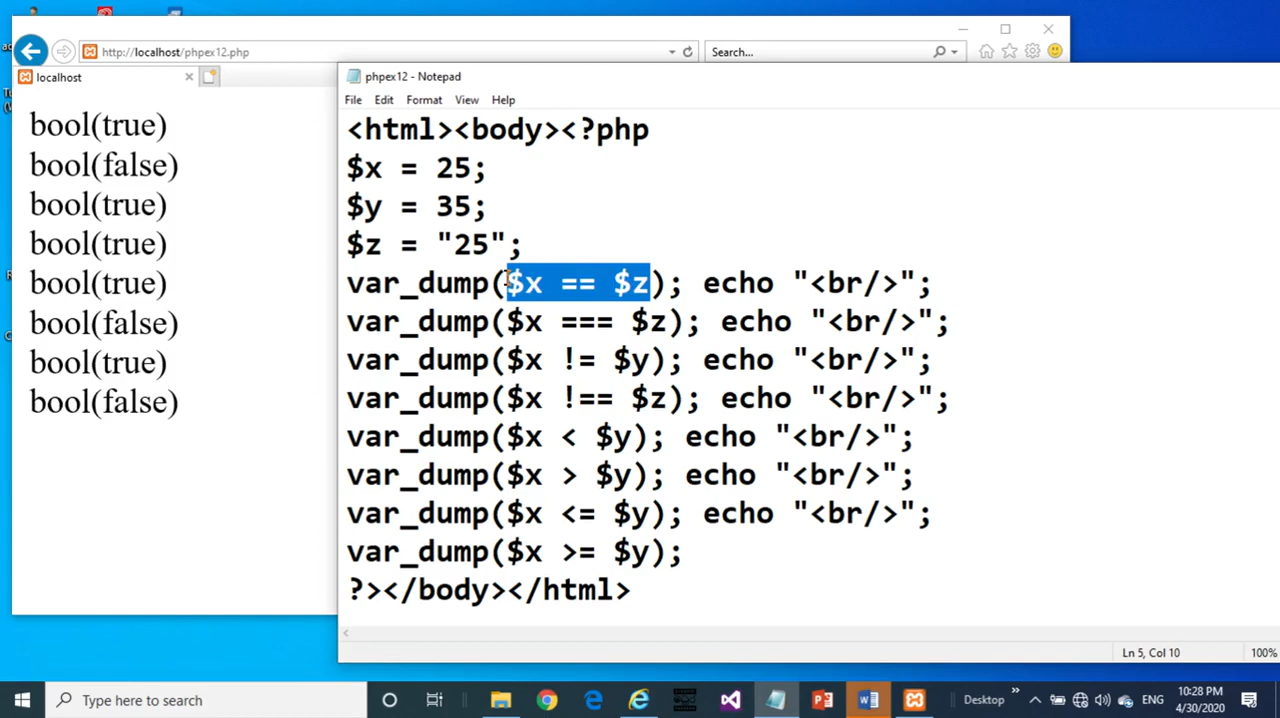 http://localhost/phpex12.php
Search...
localhost
bool(true)
bool(false)
bool(true)
bool(true)
bool(true)
bool(false)
bool(true)
bool(false)
phpex12 - Notepad
File Edit Format View Help
<html><body><?php
$x = 25;
$y = 35;
$z = "25";
var_dump($x == $z); echo "<br/>";
var_dump($x === $z); echo "<br/>";
var_dump($x != $y); echo "<br/>";
var_dump($x !== $z); echo "<br/>";
var_dump($x < $y); echo "<br/>";
var_dump($x > $y); echo "<br/>";
var_dump($x <= $y); echo "<br/>";
var_dump($x >= $y);
?></body></html>
Ln 5, Col 10
100%
Type here to search
Desktop
ENG
10:28 PM
4/30/2020